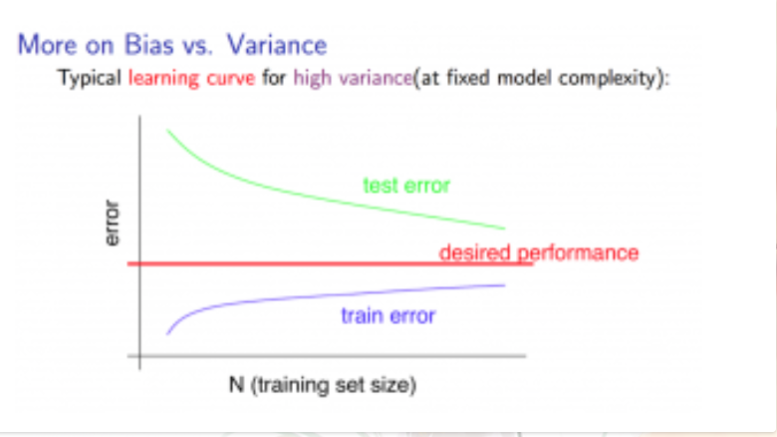 More on Bias vs. Variance
Typical learning curve for high variance(at fixed model complexity):
test error
error
desired performance
train error
N (training set size)